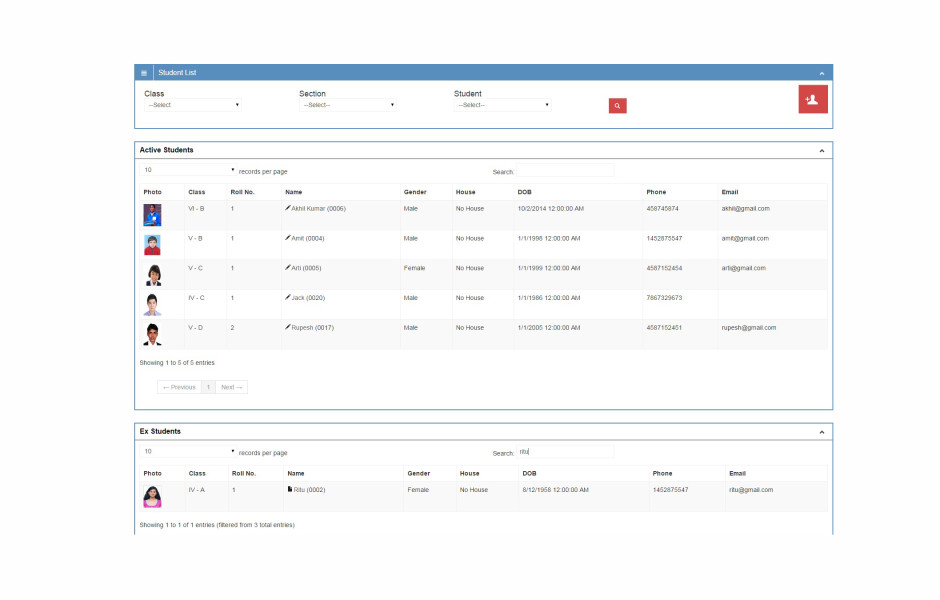 Student List
Class Section Student
--Select --Select-- --Select--
Active Students
10 records per page Search:
Photo Class Roll No. Name Gender House DOB Phone Email
VI - B 1 Akhil Kumar (0006) Male No House 10/2/2014 12:00:00 AM 458745874 akhil@gmail.com
V - B 1 Amit (0004) Male No House 1/1/1996 12:00:00 AM 1452875547 amit@gmail.com
V - C 1 Arti (0005) Female No House 1/1/1999 12:00:00 AM 4587152454 arti@gmail.com
IV - C 1 Jack (0020) Male No House 1/1/1986 12:00:00 AM 7867329673
V - D 2 Rupesh (0017) Male No House 1/1/2005 12:00:00 AM 4587152451 rupesh@gmail.com
Showing 1 to 5 of 5 entries
← Previous 1 Next →
Ex Students
10 records per page Search: ritu
Photo Class Roll No. Name Gender House DOB Phone Email
IV - A 1 Ritu (0002) Female No House 8/12/1958 12:00:00 AM 1452875547 ritu@gmail.com
Showing 1 to 1 of 1 entries (filtered from 3 total entries)